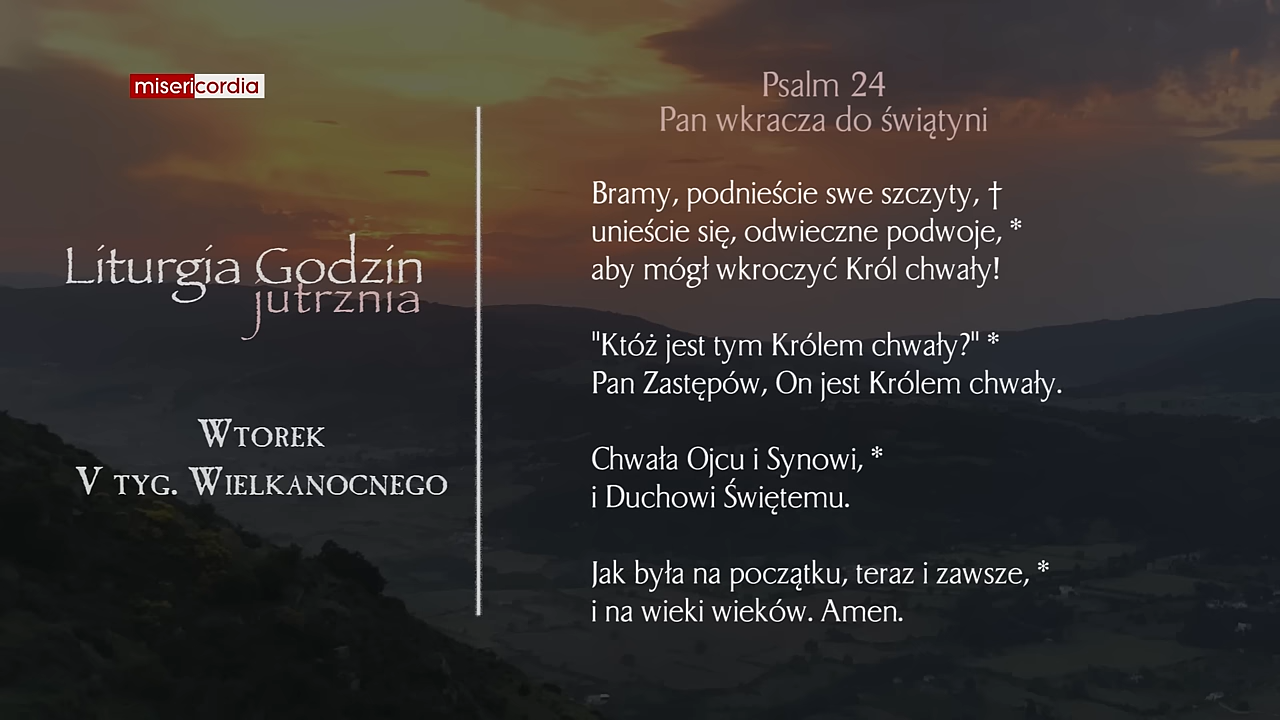 misericordia
Liturgia Godzin
jutrznia
Wtorek
V tyg. Wielkanocnego
Psalm 24
Pan wkracza do świątyni
Bramy, podnieście swe szczyty, †
unieście się, odwieczne podwoje, *
aby mógł wkroczyć Król chwały!
"Któż jest tym Królem chwały?" *
Pan Zastępów, On jest Królem chwały.
Chwała Ojcu i Synowi, *
i Duchowi Świętemu.
Jak była na początku, teraz i zawsze, *
i na wieki wieków. Amen.